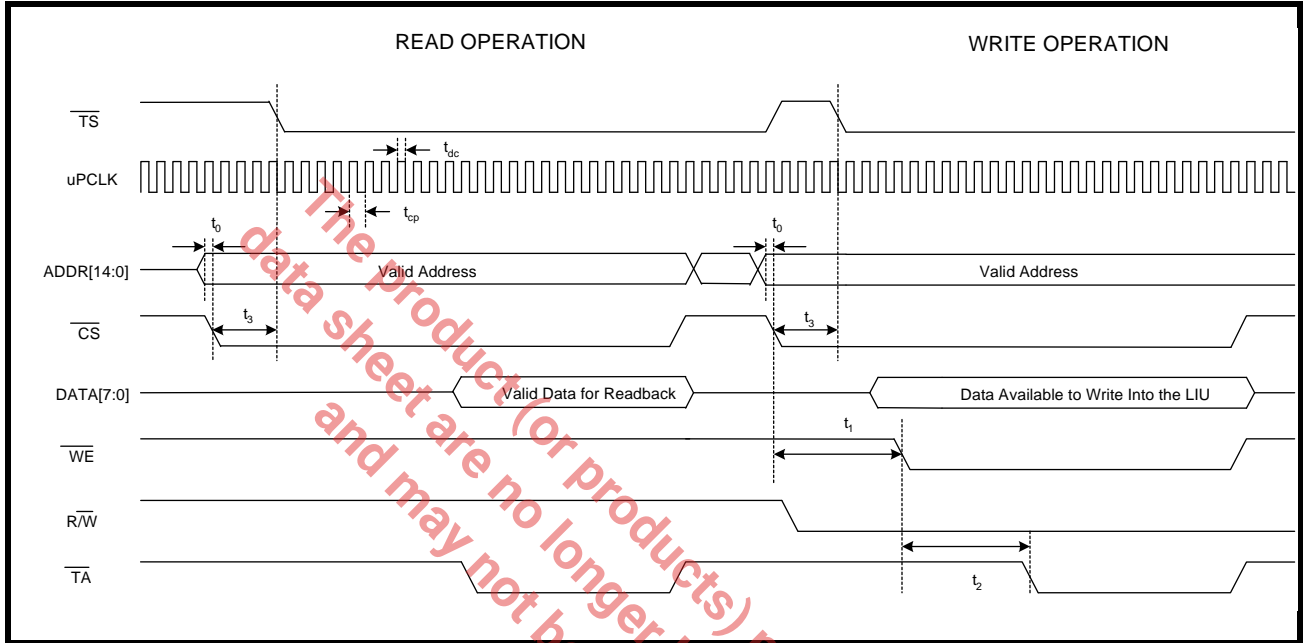 READ OPERATION
WRITE OPERATION
TS
uPCLK
tdc
tcp
t0
t0
ADDR[14:0]
Valid Address
Valid Address
CS
t3
t3
DATA[7:0]
Valid Data for Readback
Data Available to Write Into the LIU
WE
t1
R/W
TA
t2
The product (or products)
data sheet are no longer
and may not b